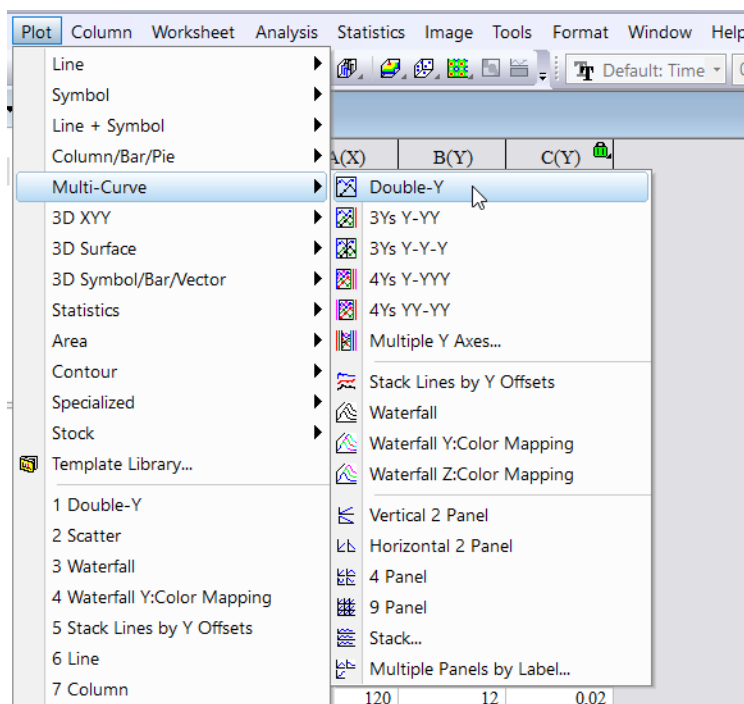 Plot Column Worksheet Analysis Statistics Image Tools Format Window Help
Default: Time
A(X) B(Y) C(Y)
Line
Symbol
Line + Symbol
Column/Bar/Pie
Multi-Curve
3D XYY
3D Surface
3D Symbol/Bar/Vector
Statistics
Area
Contour
Specialized
Stock
Template Library...
1 Double-Y
2 Scatter
3 Waterfall
4 Waterfall Y:Color Mapping
5 Stack Lines by Y Offsets
6 Line
7 Column
Double-Y
3Ys Y-YY
3Ys Y-Y-Y
4Ys Y-YYY
4Ys YY-YY
Multiple Y Axes...
Stack Lines by Y Offsets
Waterfall
Waterfall Y:Color Mapping
Waterfall Z:Color Mapping
Vertical 2 Panel
Horizontal 2 Panel
4 Panel
9 Panel
Stack...
Multiple Panels by Label...
120 12 0.02